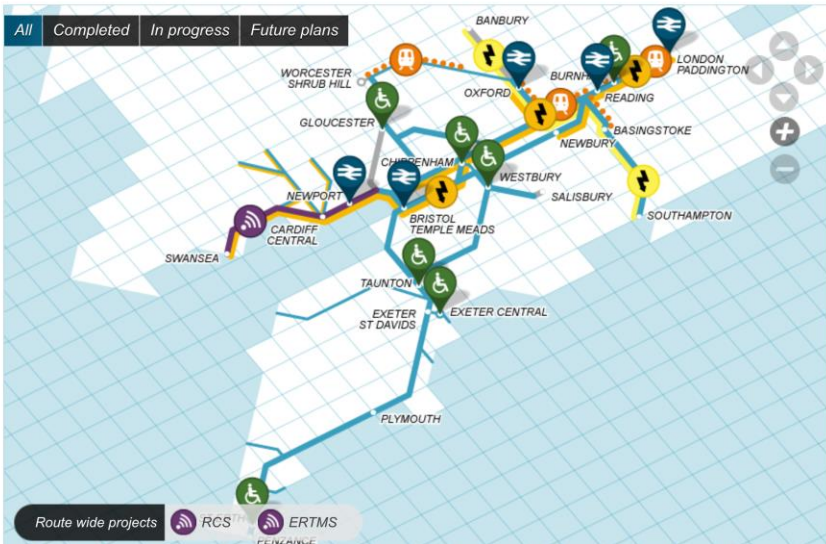 All
Completed
In progress
Future plans
BANBURY
WORCESTER
SHRUB HILL
OXFORD
LONDON
PADDINGTON
READING
GLOUCESTER
BASINGSTOKE
NEWBURY
WESTBURY
SALISBURY
NEWPORT
SOUTHAMPTON
BRISTOL
TEMPLE MEADS
CARDIFF
CENTRAL
SWANSEA
TAUNTON
EXETER
ST DAVIDS
EXETER CENTRAL
PLYMOUTH
Route wide projects
RCS
ERTMS
PENZANCE